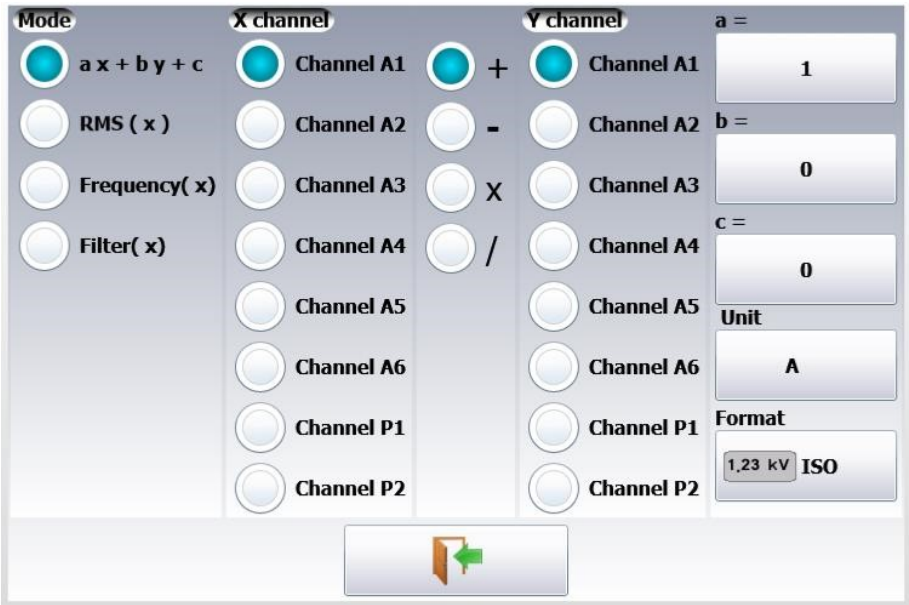 Mode
a x + b y + c
RMS ( x )
Frequency( x)
Filter( x)
X channel
Channel A1
Channel A2
Channel A3
Channel A4
Channel A5
Channel A6
Channel P1
Channel P2
+
-
x
/
Y channel
Channel A1
Channel A2
Channel A3
Channel A4
Channel A5
Channel A6
Channel P1
Channel P2
a =
1
b =
0
c =
0
Unit
A
Format
1,23 kV ISO